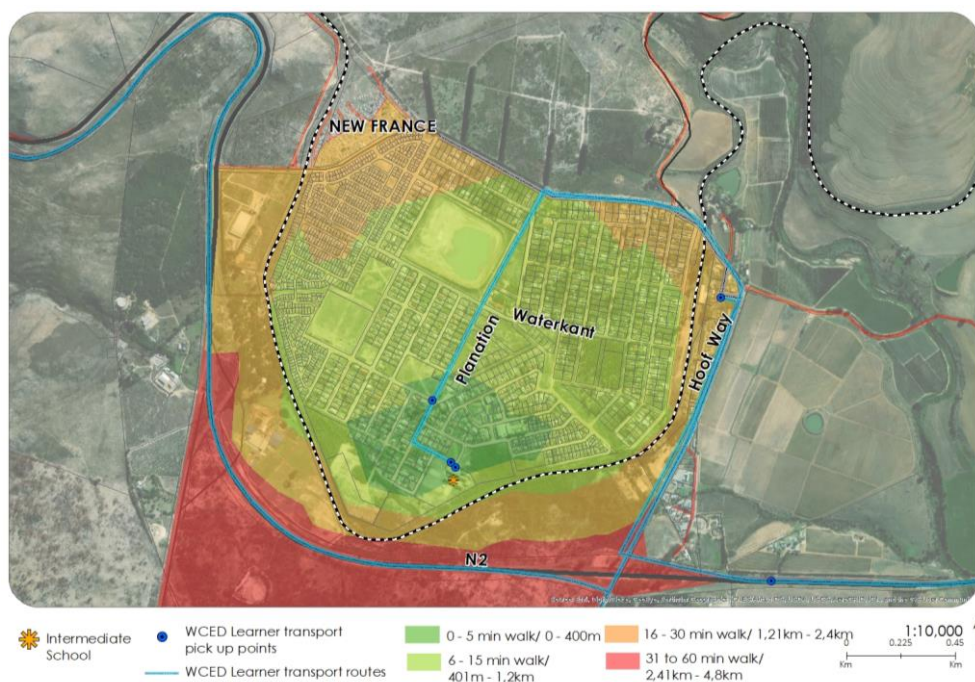 NEW FRANCE
Planation
Waterkant
Hoof Way
N2
Intermediate
School
WCED Learner transport
pick up points
WCED Learner transport routes
0 - 5 min walk/ 0 - 400m
6 - 15 min walk/
401m - 1,2km
16 - 30 min walk/ 1,21km - 2,4km
31 to 60 min walk/
2,41km - 4,8km
1:10,000
0 0.225 0.45
Km Km